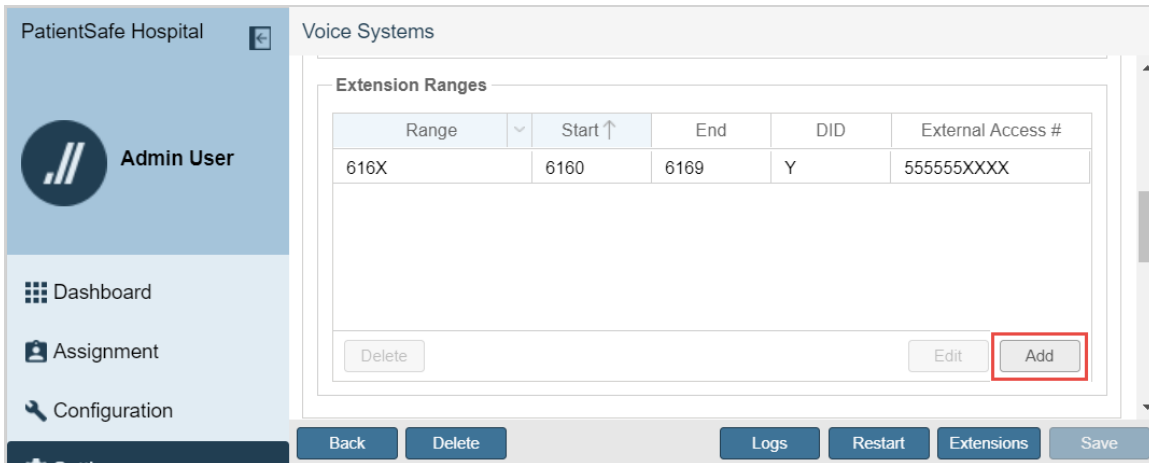 PatientSafe Hospital
Voice Systems
Admin User
Dashboard
Assignment
Configuration
Extension Ranges
Range Start End DID External Access #
616X 6160 6169 Y 555555XXXX
Delete Edit Add
Back Delete Logs Restart Extensions Save